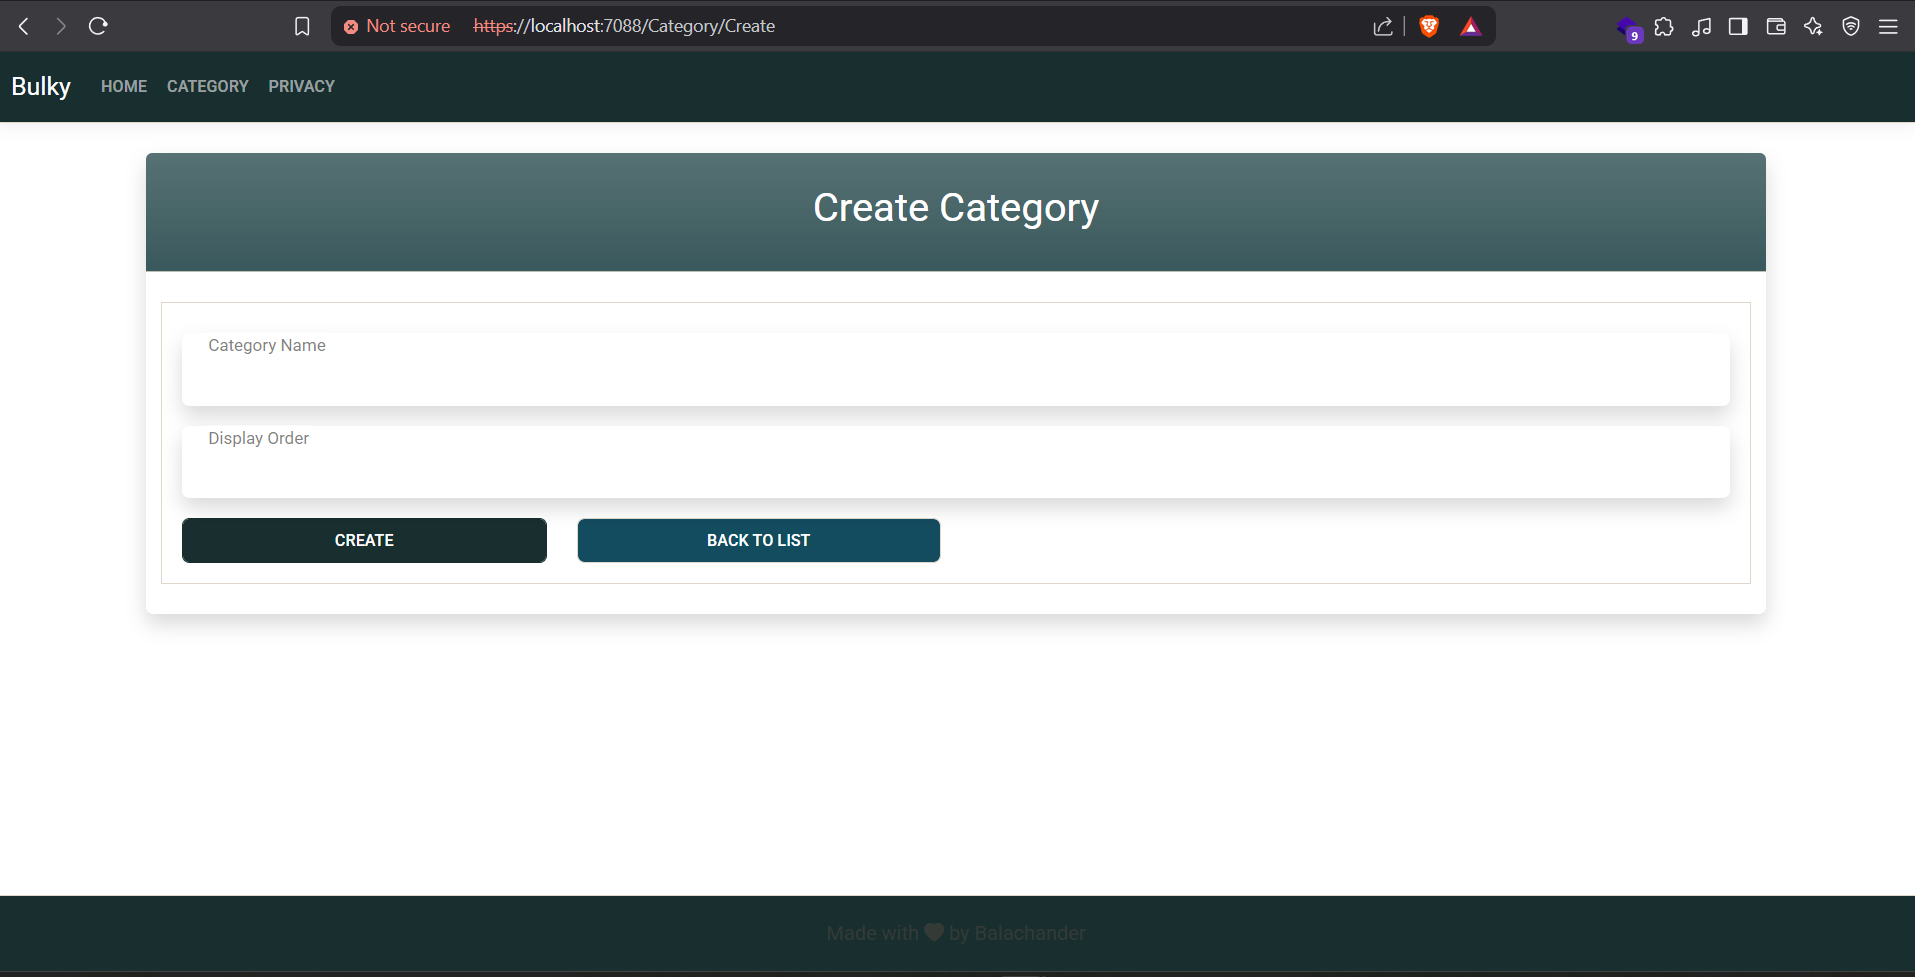 Not secure https://localhost:7088/Category/Create
9
Bulky HOME CATEGORY PRIVACY
Create Category
Category Name
Display Order
CREATE BACK TO LIST
Made with ♥ by Balachander